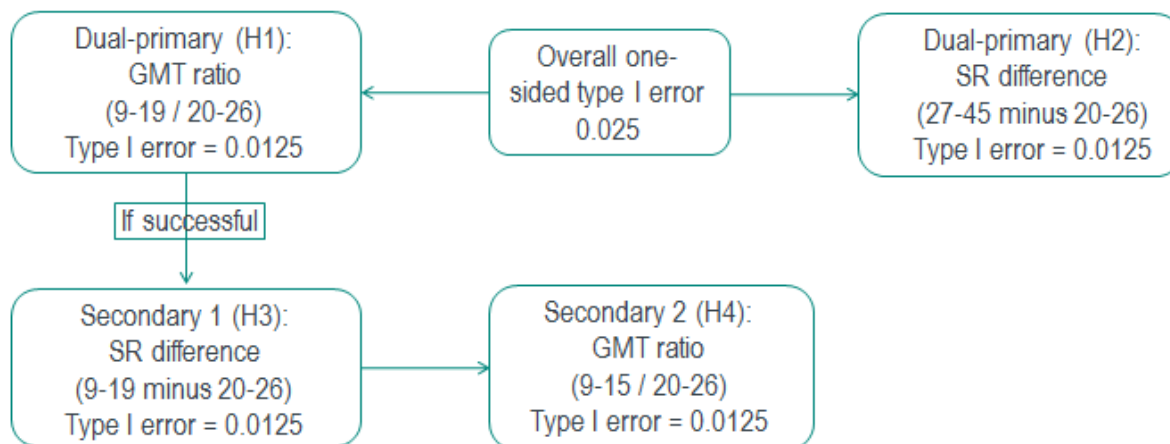 Dual-primary (H1):
GMT ratio
(9-19 / 20-26)
Type I error = 0.0125
Overall one-
sided type I error
0.025
Dual-primary (H2):
SR difference
(27-45 minus 20-26)
Type I error = 0.0125
If successful
Secondary 1 (H3):
SR difference
(9-19 minus 20-26)
Type I error = 0.0125
Secondary 2 (H4):
GMT ratio
(9-15 / 20-26)
Type I error = 0.0125